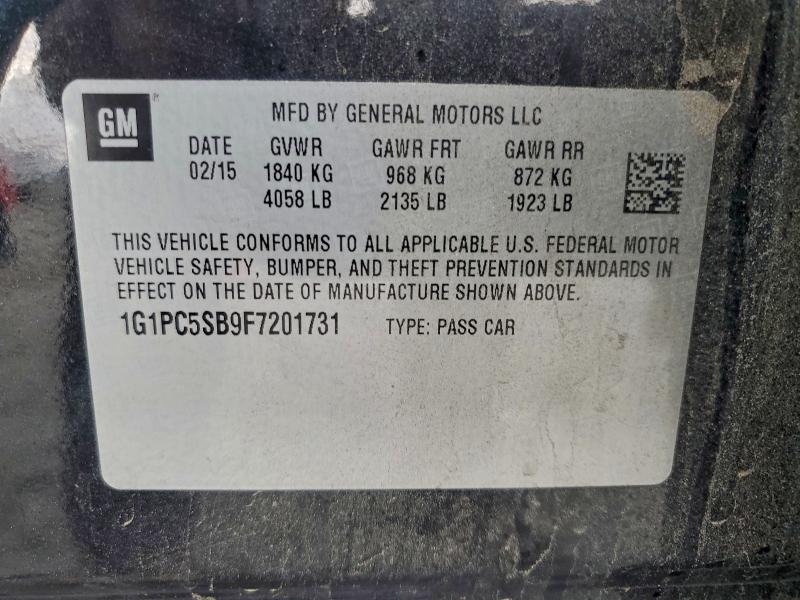 GM
MFD BY GENERAL MOTORS LLC
DATE GVWR GAWR FRT GAWR RR
02/15 1840 KG 968 KG 872 KG
4058 LB 2135 LB 1923 LB
THIS VEHICLE CONFORMS TO ALL APPLICABLE U.S. FEDERAL MOTOR
VEHICLE SAFETY, BUMPER, AND THEFT PREVENTION STANDARDS IN
EFFECT ON THE DATE OF MANUFACTURE SHOWN ABOVE.
1G1PC5SB9F7201731 TYPE: PASS CAR